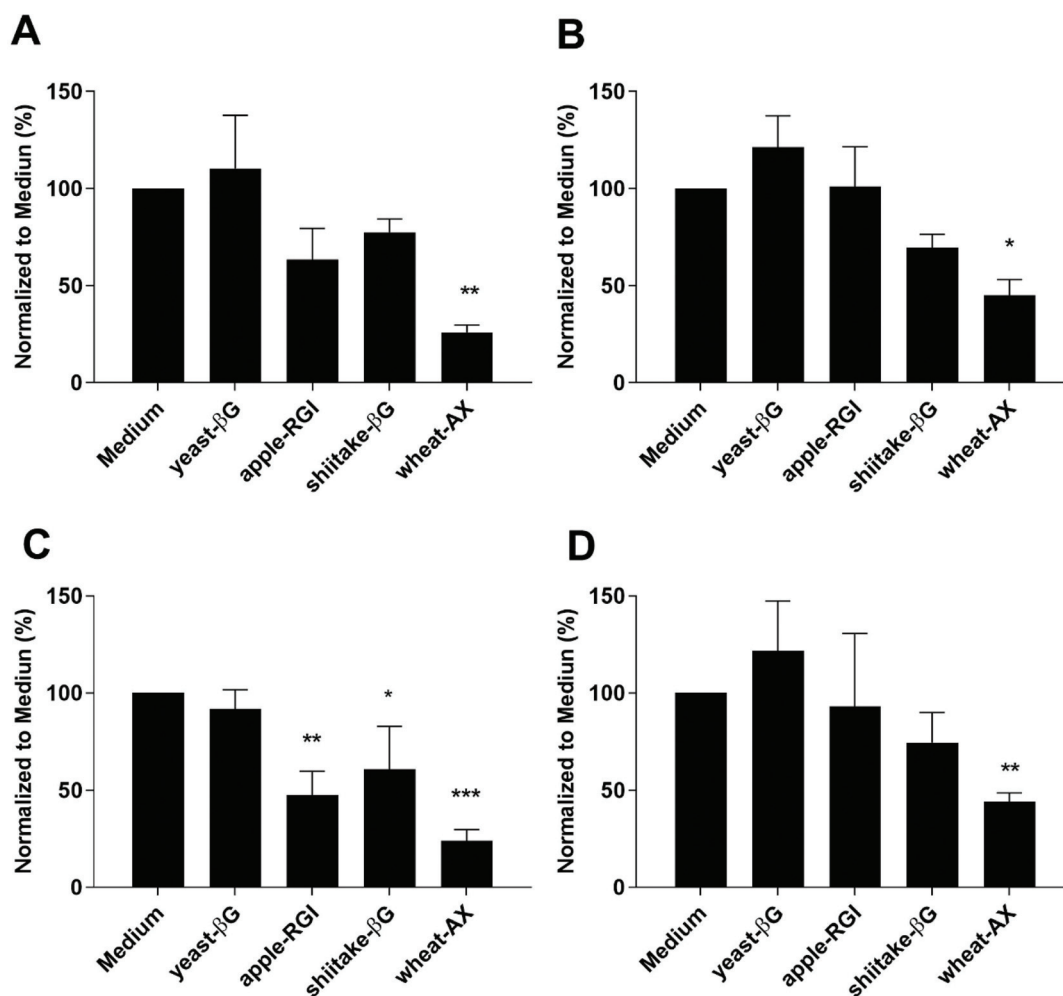 A
Normalized to Mediun (%)
150
100
50
0
**
Medium
yeast-βG
apple-RGI
shiitake-βG
wheat-AX
B
Normalized to Mediun (%)
150
100
50
0
*
Medium
yeast-βG
apple-RGI
shiitake-βG
wheat-AX
C
Normalized to Mediun (%)
150
100
50
0
**
*
***
Medium
yeast-βG
apple-RGI
shiitake-βG
wheat-AX
D
Normalized to Mediun (%)
150
100
50
0
**
Medium
yeast-βG
apple-RGI
shiitake-βG
wheat-AX